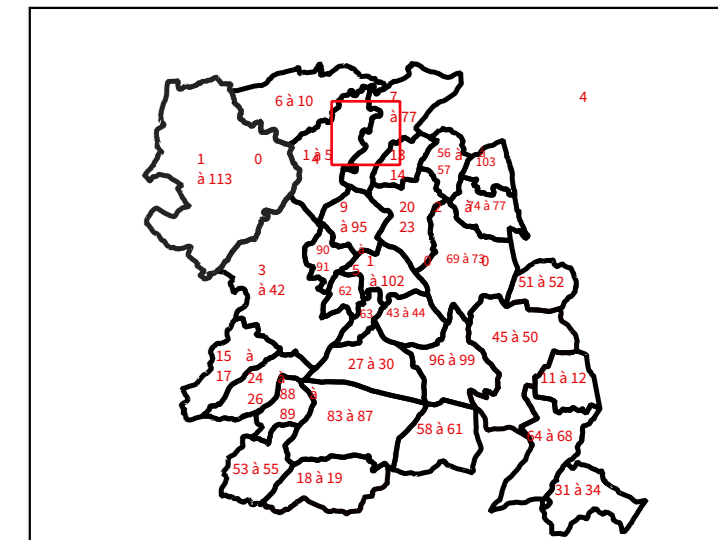 7
4
6 à 10
à 77
1 0 4
1 à 5
13
14
56 à
57
103
à 113
9
à 95
20 2 à
23
74 à 77
90 à
91
5
1 0
à 102
69 à 73 0
3
à 42
62
51 à 52
63
43 à 44
45 à 50
15 à
17
27 à 30
96 à 99
11 à 12
24 à
26
88 à
89
83 à 87
58 à 61
64 à 68
53 à 55
18 à 19
31 à 34